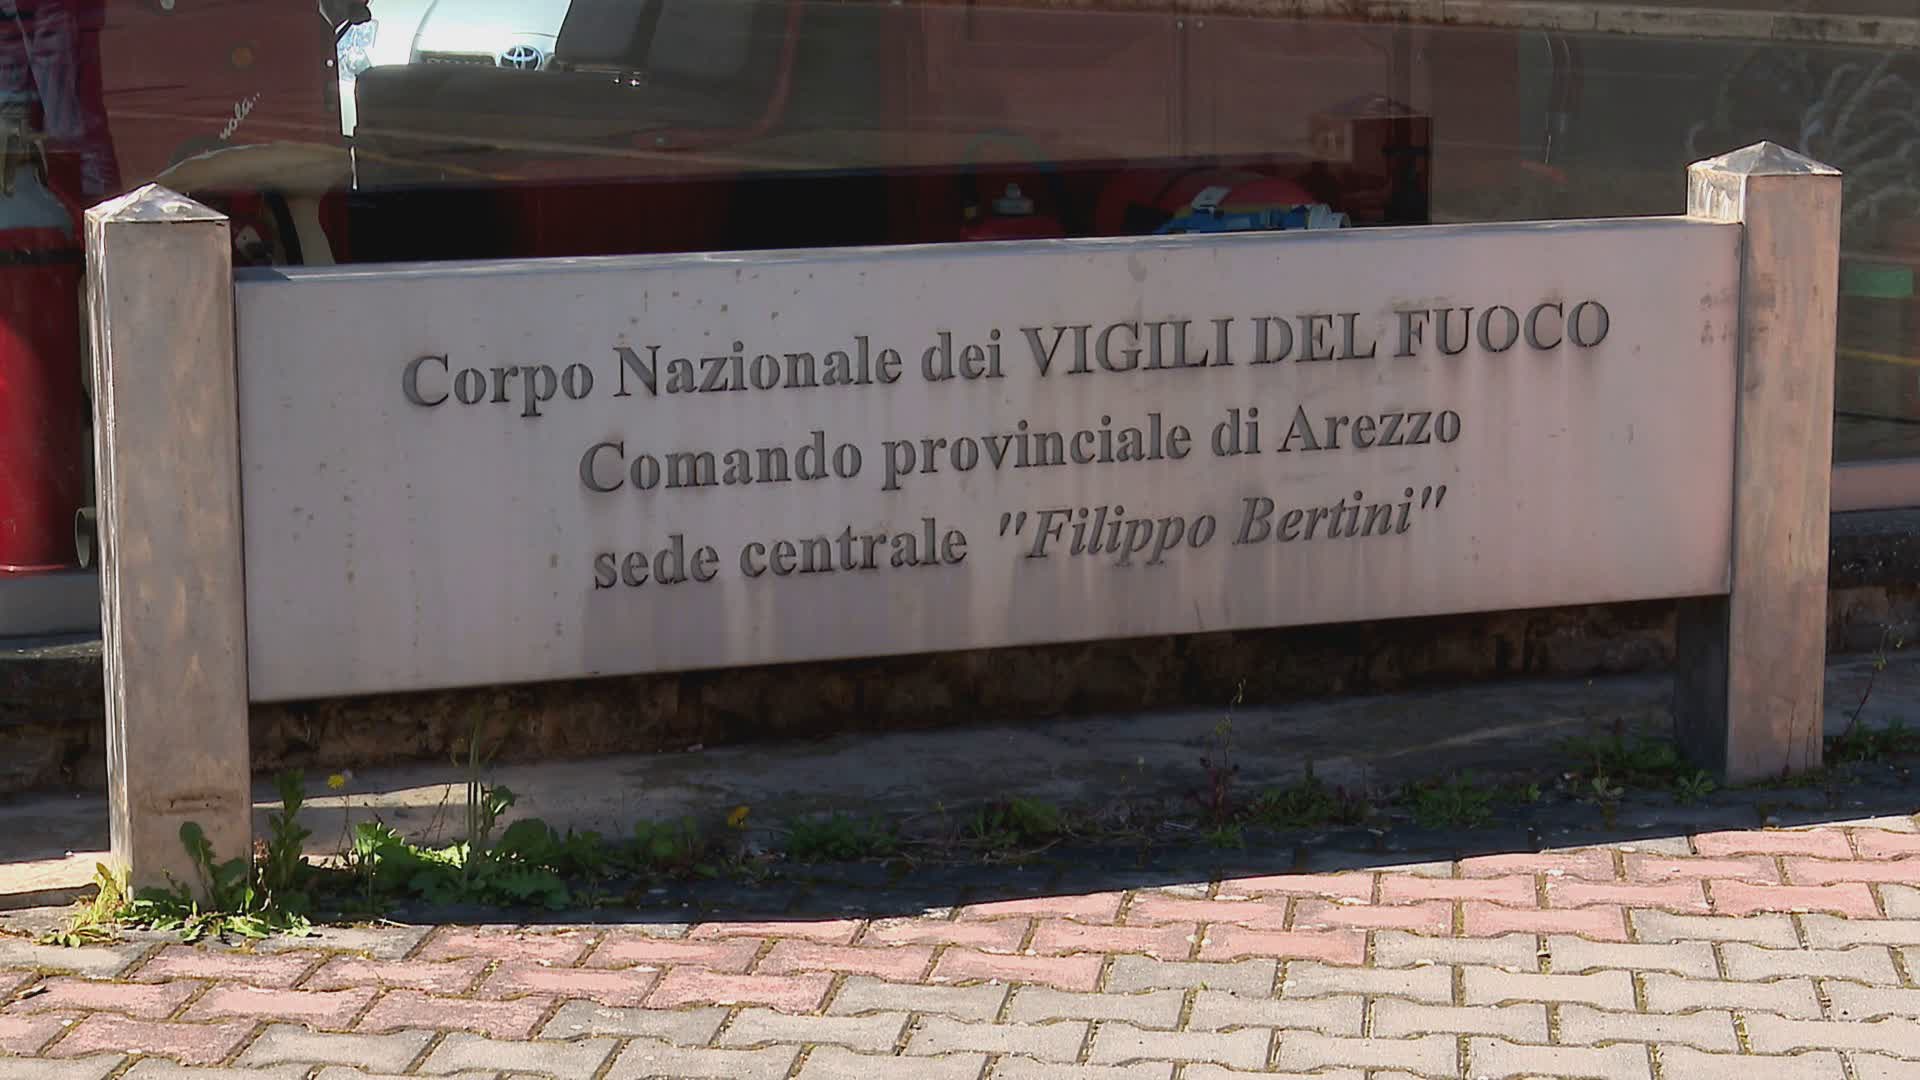 Corpo Nazionale dei VIGILI DEL FUOCO
Comando provinciale di Arezzo
sede centrale "Filippo Bertini"